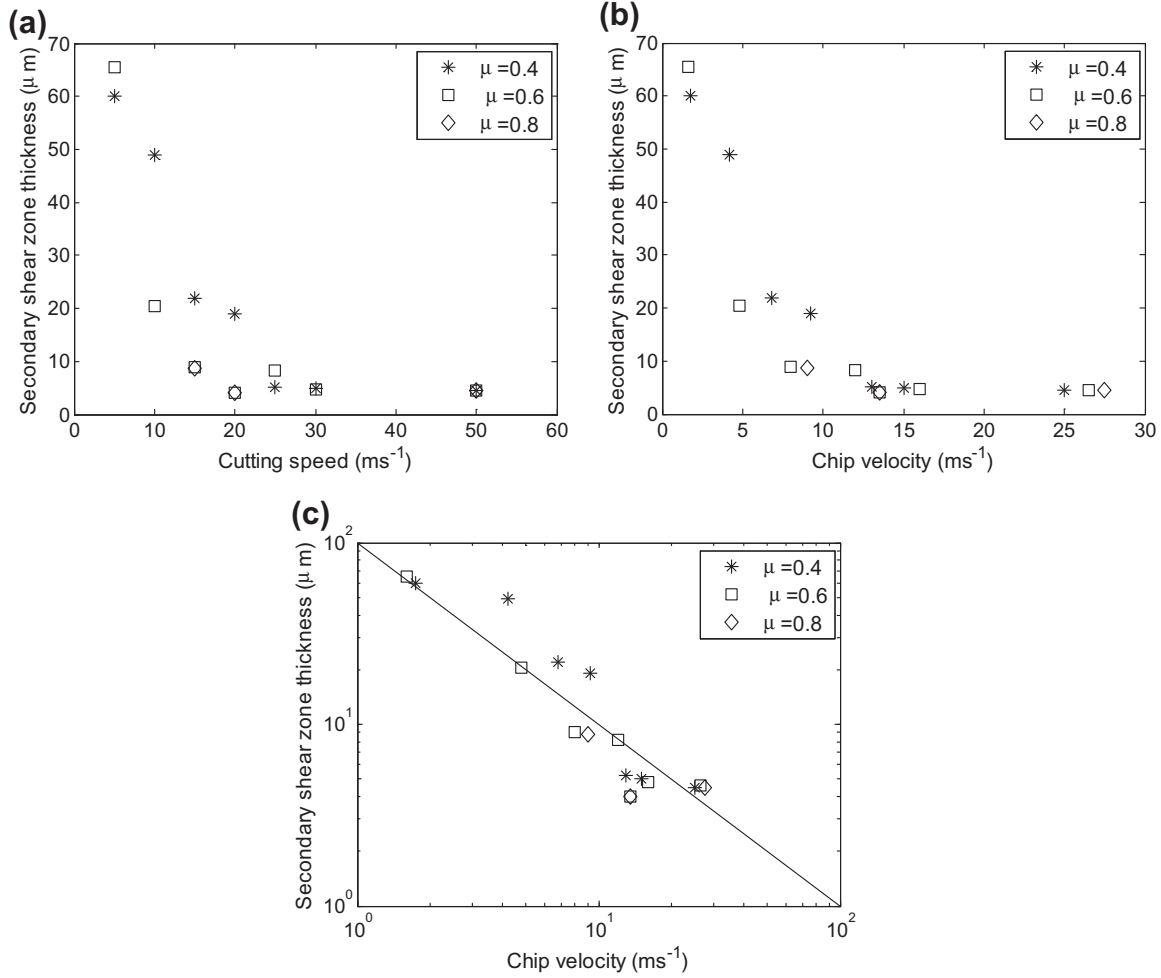 (a)
70
60
50
40
30
20
10
0
0 10 20 30 40 50 60
Secondary shear zone thickness (μ m)
Cutting speed (ms⁻¹)
μ =0.4
μ =0.6
μ =0.8
(b)
70
60
50
40
30
20
10
0
0 5 10 15 20 25 30
Secondary shear zone thickness (μ m)
Chip velocity (ms⁻¹)
μ =0.4
μ =0.6
μ =0.8
(c)
10²
10¹
10⁰
10⁰ 10¹ 10²
Secondary shear zone thickness (μ m)
Chip velocity (ms⁻¹)
μ =0.4
μ =0.6
μ =0.8